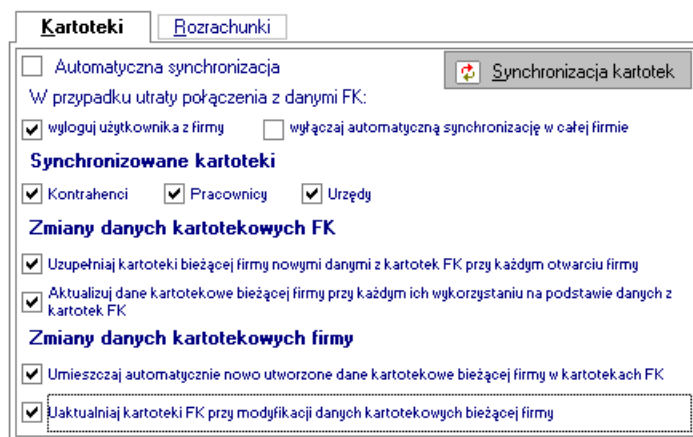 Kartoteki Rozrachunki
Automatyczna synchronizacja Synchronizacja kartotek
W przypadku utraty połączenia z danymi FK:
wyloguj użytkownika z firmy wyłączaj automatyczną synchronizację w całej firmie
Synchronizowane kartoteki
Kontrahenci Pracownicy Urzędy
Zmiany danych kartotekowych FK
Uzupełniaj kartoteki bieżącej firmy nowymi danymi z kartotek FK przy każdym otwarciu firmy
Aktualizuj dane kartotekowe bieżącej firmy przy każdym ich wykorzystaniu na podstawie danych z
kartotek FK
Zmiany danych kartotekowych firmy
Umieszczaj automatycznie nowo utworzone dane kartotekowe bieżącej firmy w kartotekach FK
Uaktualniaj kartoteki FK przy modyfikacji danych kartotekowych bieżącej firmy